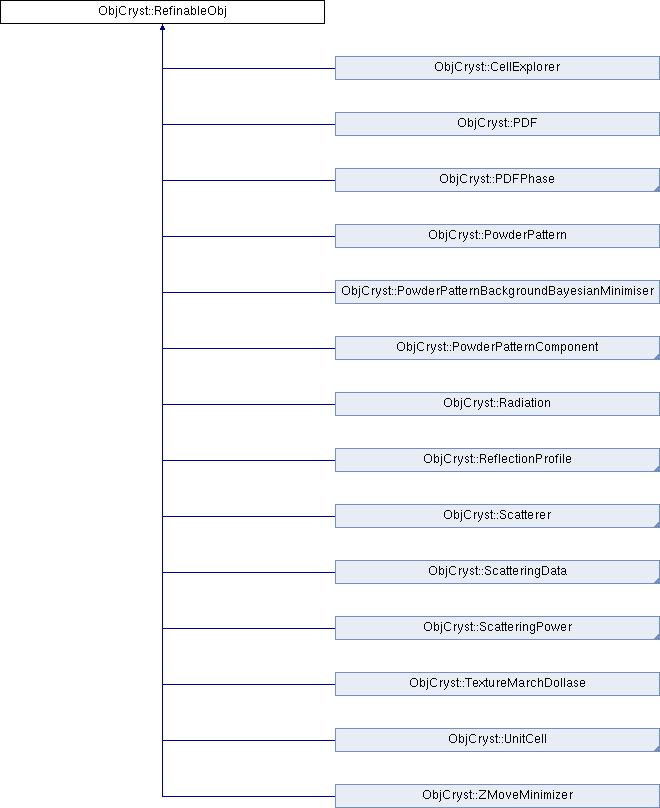 ObjCryst::RefinableObj
ObjCryst::CellExplorer
ObjCryst::PDF
ObjCryst::PDFPhase
ObjCryst::PowderPattern
ObjCryst::PowderPatternBackgroundBayesianMinimiser
ObjCryst::PowderPatternComponent
ObjCryst::Radiation
ObjCryst::ReflectionProfile
ObjCryst::Scatterer
ObjCryst::ScatteringData
ObjCryst::ScatteringPower
ObjCryst::TextureMarchDollase
ObjCryst::UnitCell
ObjCryst::ZMoveMinimizer